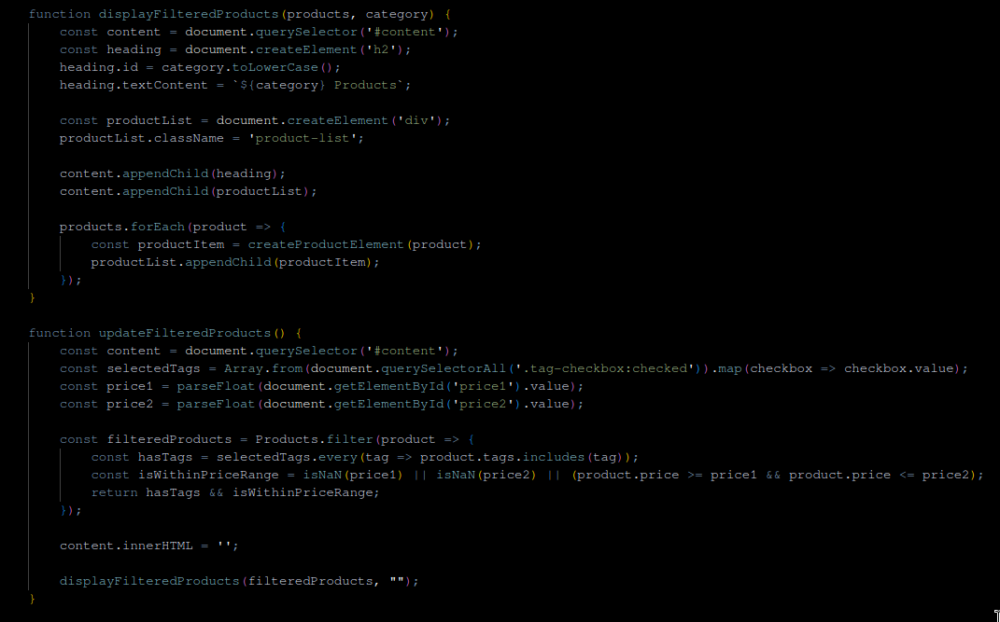 function displayFilteredProducts(products, category) {
    const content = document.querySelector('#content');
    const heading = document.createElement('h2');
    heading.id = category.toLowerCase();
    heading.textContent = `${category} Products`;

    const productList = document.createElement('div');
    productList.className = 'product-list';

    content.appendChild(heading);
    content.appendChild(productList);

    products.forEach(product => {
        const productItem = createProductElement(product);
        productList.appendChild(productItem);
    });
}

function updateFilteredProducts() {
    const content = document.querySelector('#content');
    const selectedTags = Array.from(document.querySelectorAll('.tag-checkbox:checked')).map(checkbox => checkbox.value);
    const price1 = parseFloat(document.getElementById('price1').value);
    const price2 = parseFloat(document.getElementById('price2').value);

    const filteredProducts = Products.filter(product => {
        const hasTags = selectedTags.every(tag => product.tags.includes(tag));
        const isWithinPriceRange = isNaN(price1) || isNaN(price2) || (product.price >= price1 && product.price <= price2);
        return hasTags && isWithinPriceRange;
    });

    content.innerHTML = '';

    displayFilteredProducts(filteredProducts, "");
}